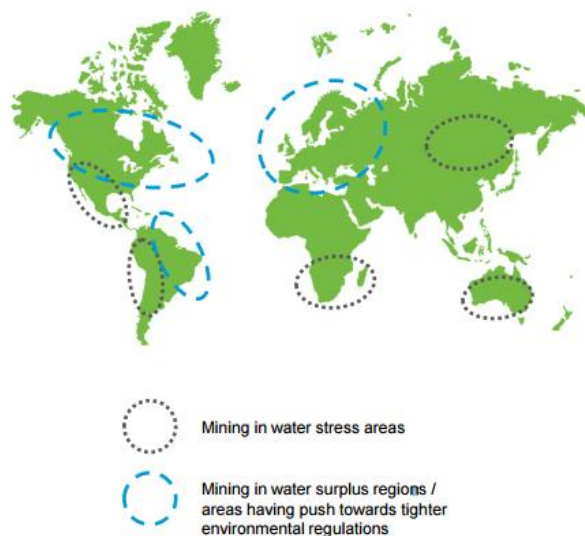 Mining in water stress areas
Mining in water surplus regions /
areas having push towards tighter
environmental regulations